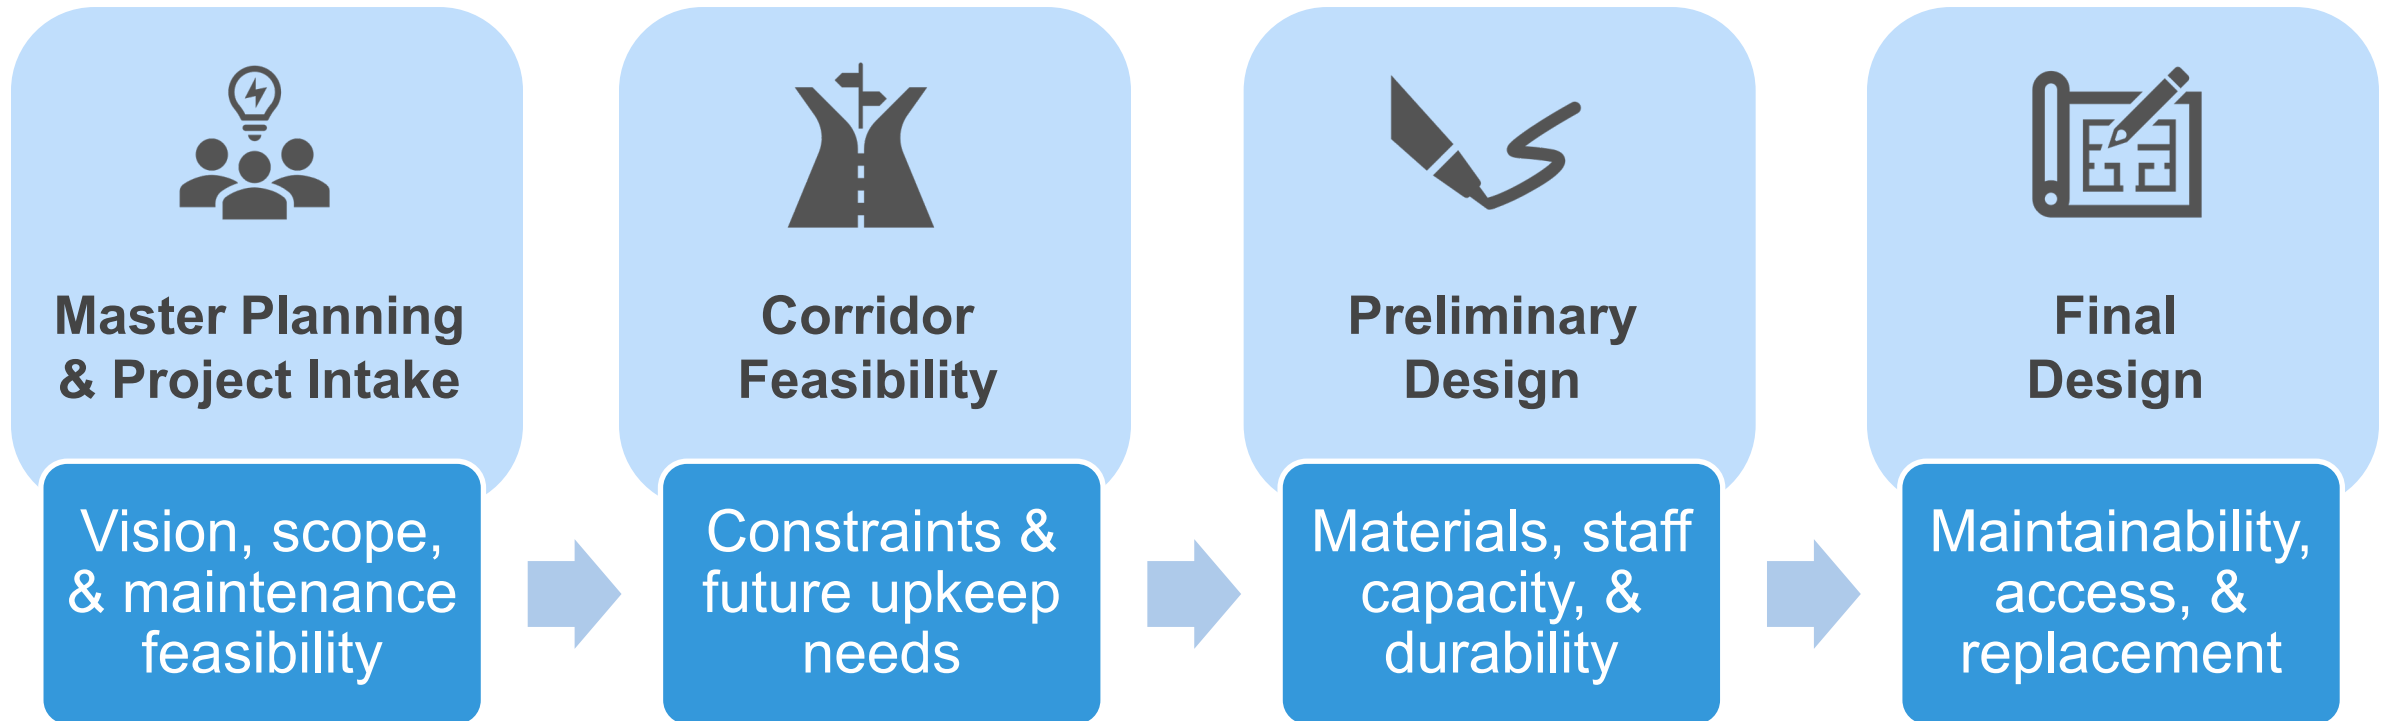 Master Planning
& Project Intake
Vision, scope,
& maintenance
feasibility
Corridor
Feasibility
Constraints &
future upkeep
needs
Preliminary
Design
Materials, staff
capacity, &
durability
Final
Design
Maintainability,
access, &
replacement